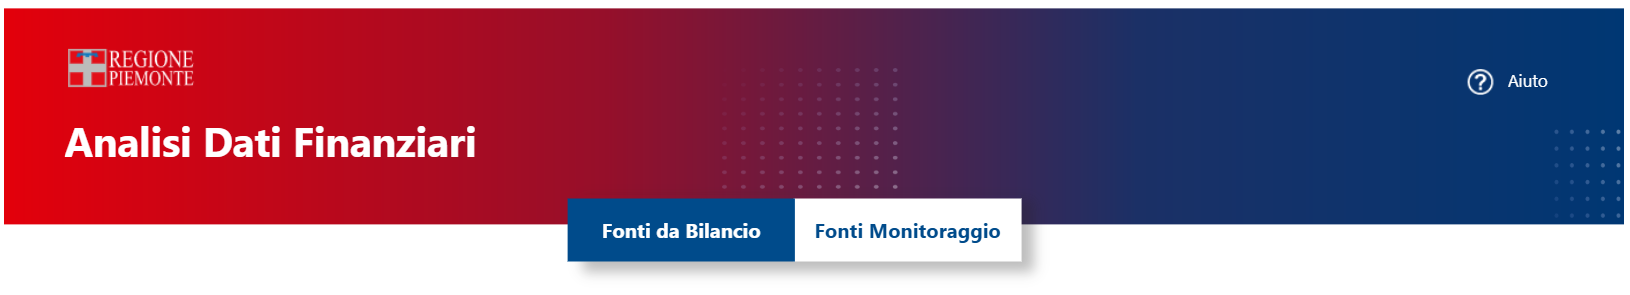 REGIONE
PIEMONTE
Aiuto
Analisi Dati Finanziari
Fonti da Bilancio
Fonti Monitoraggio